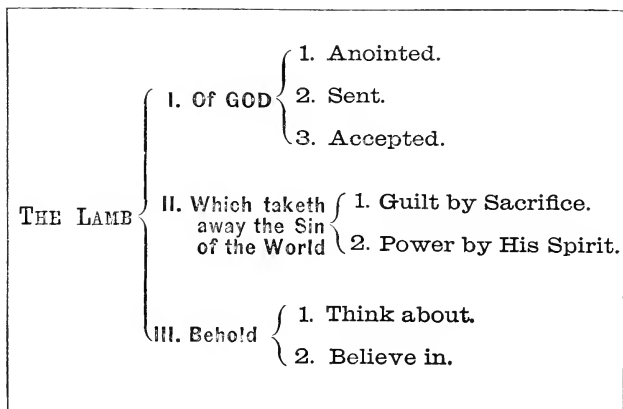 THE LAMB
I. Of GOD
1. Anointed.
2. Sent.
3. Accepted.
II. Which taketh
away the Sin
of the World
1. Guilt by Sacrifice.
2. Power by His Spirit.
III. Behold
1. Think about.
2. Believe in.